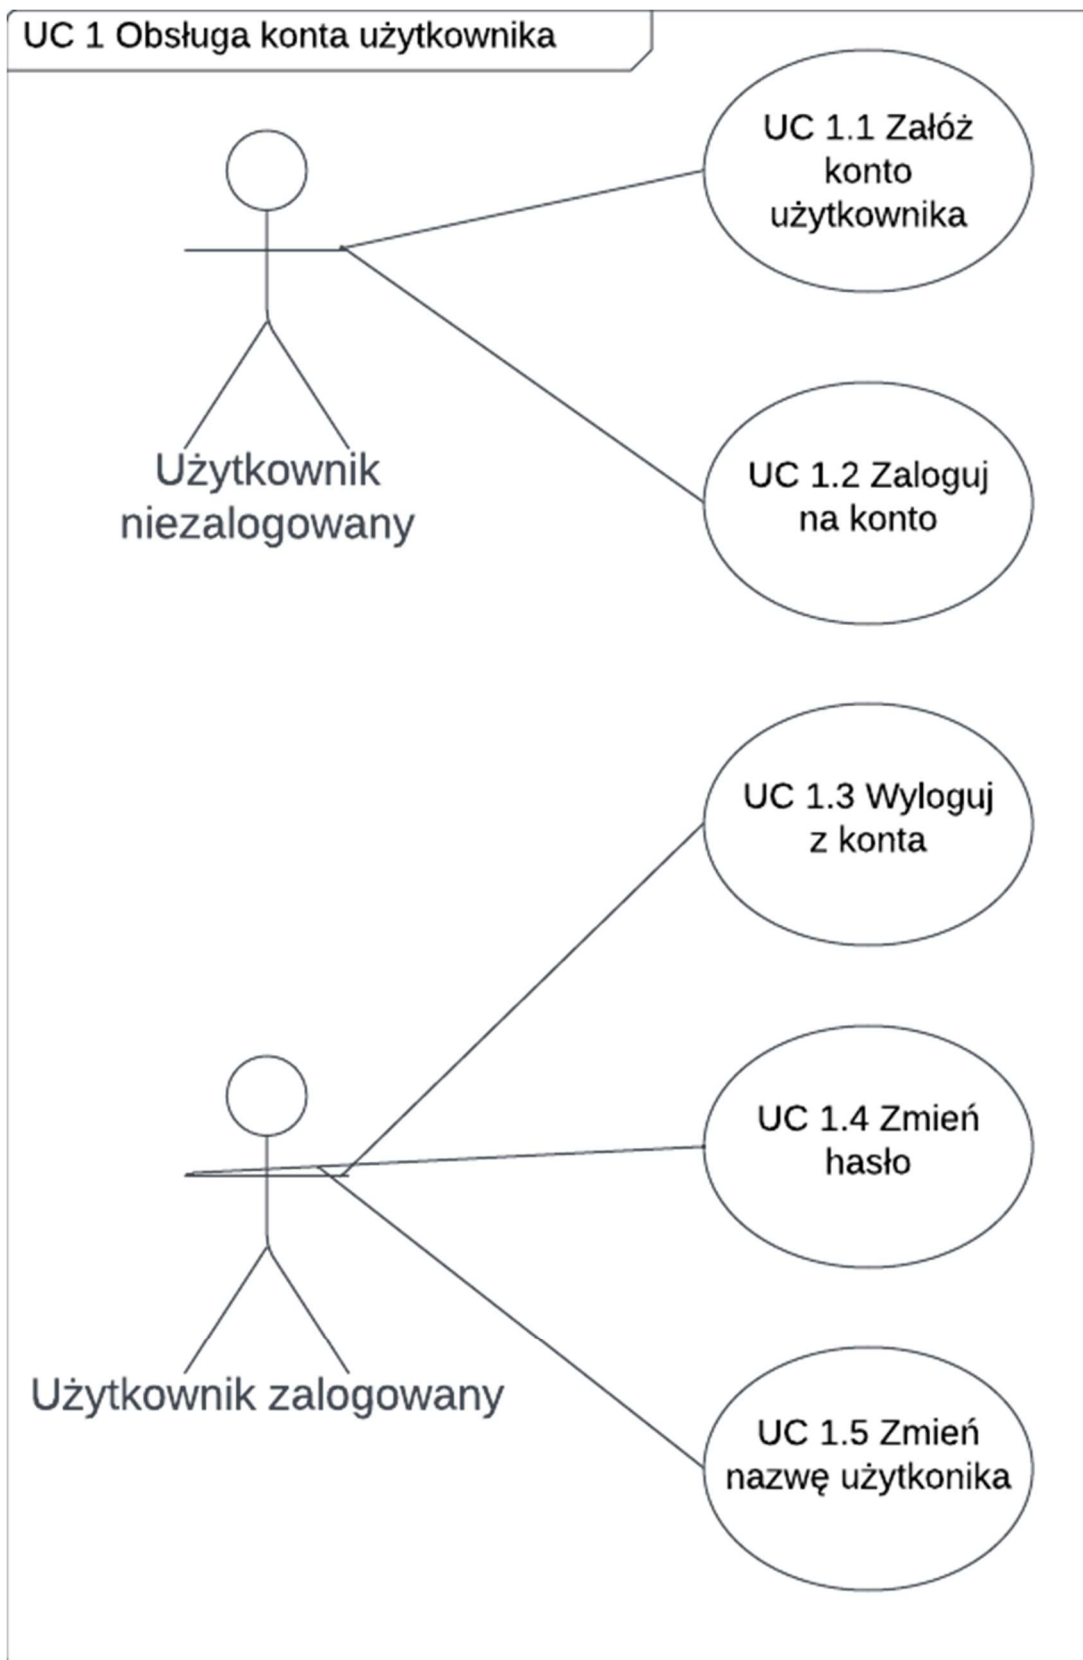 UC 1 Obsługa konta użytkownika
UC 1.1 Załóż
konto
użytkownika
Użytkownik
niezalogowany
UC 1.2 Zaloguj
na konto
UC 1.3 Wyloguj
z konta
UC 1.4 Zmień
hasło
Użytkownik zalogowany
UC 1.5 Zmień
nazwę użytkonika